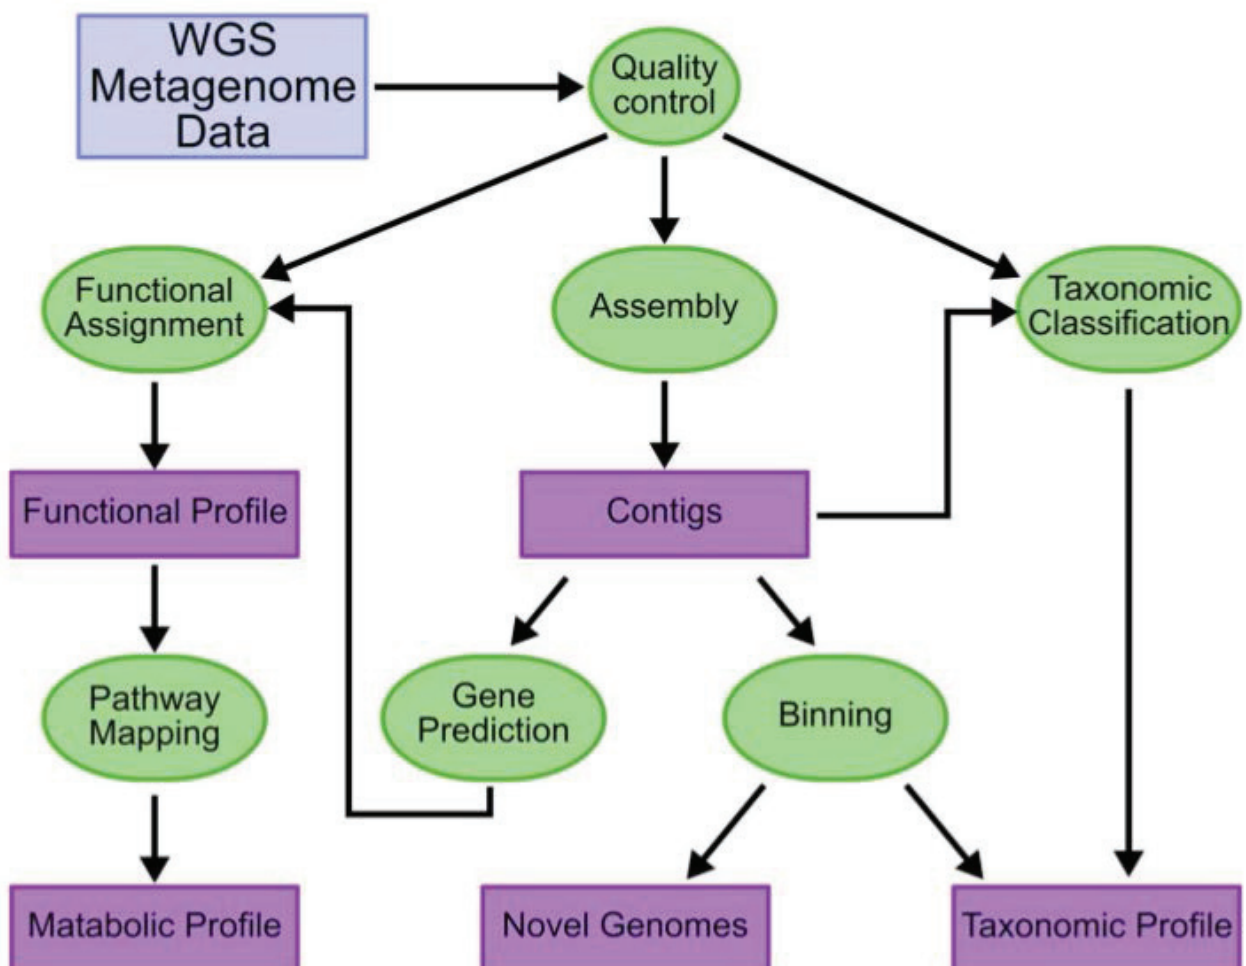 WGS
Metagenome
Data
Quality
control
Functional
Assignment
Assembly
Taxonomic
Classification
Functional Profile
Contigs
Pathway
Mapping
Gene
Prediction
Binning
Matabolic Profile
Novel Genomes
Taxonomic Profile